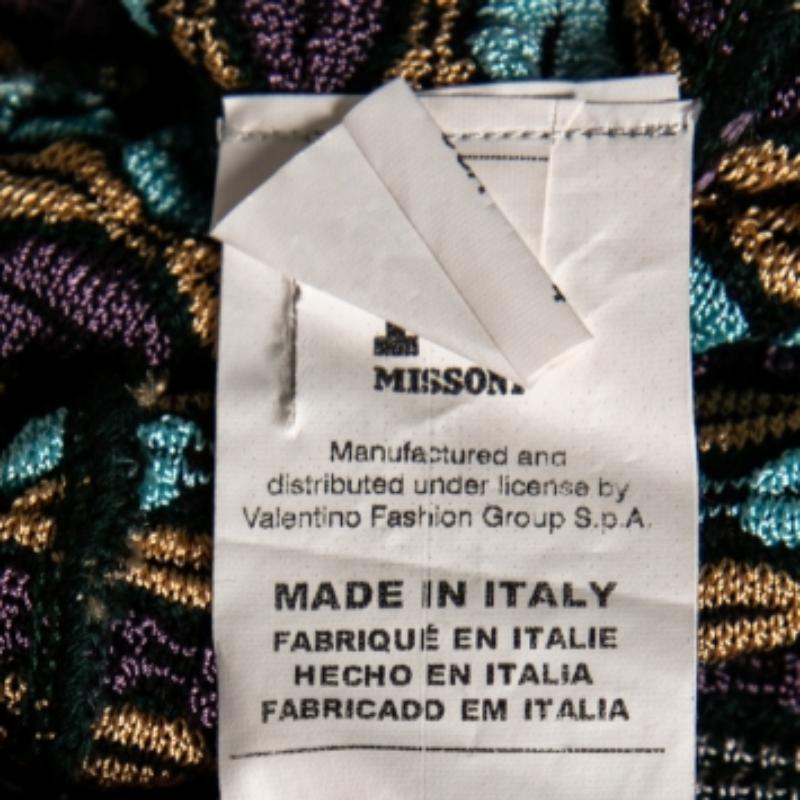 MISSONI
Manufactured and
distributed under license by
Valentino Fashion Group S.p.A.
MADE IN ITALY
FABRIQUÉ EN ITALIE
HECHO EN ITALIA
FABRICADO EM ITALIA